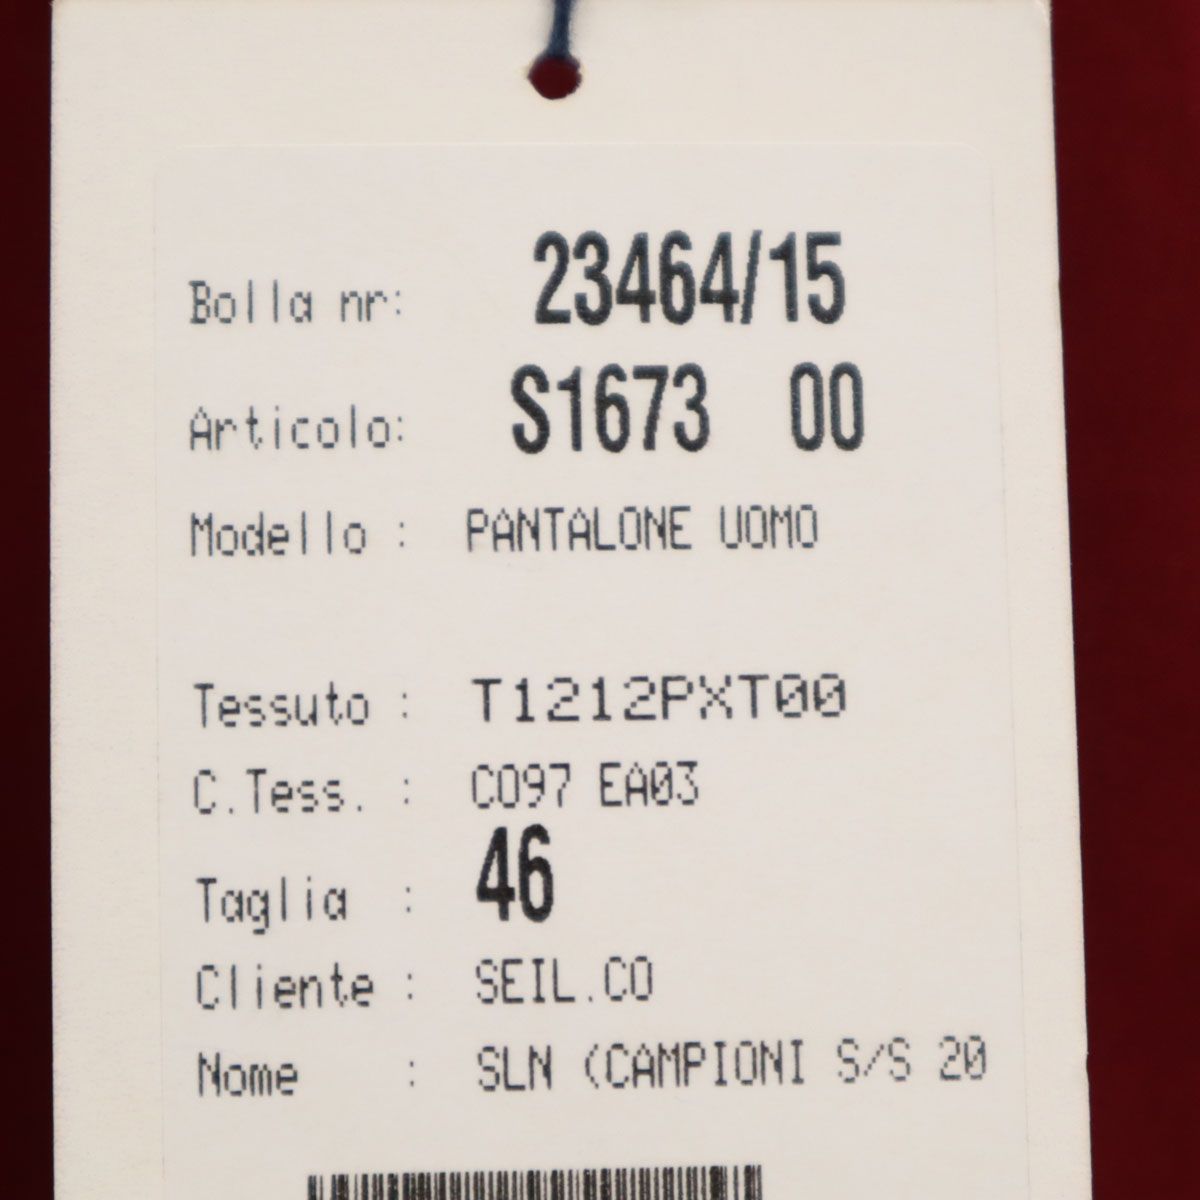 Bolla nr: 23464/15
Articolo: S1673 00
Modello : PANTALONE UOMO
Tessuto : T1212PXT00
C.Tess. : CO97 EA03
Taglia : 46
Cliente : SEIL.CO
Nome : SLN (CAMPIONI S/S 20